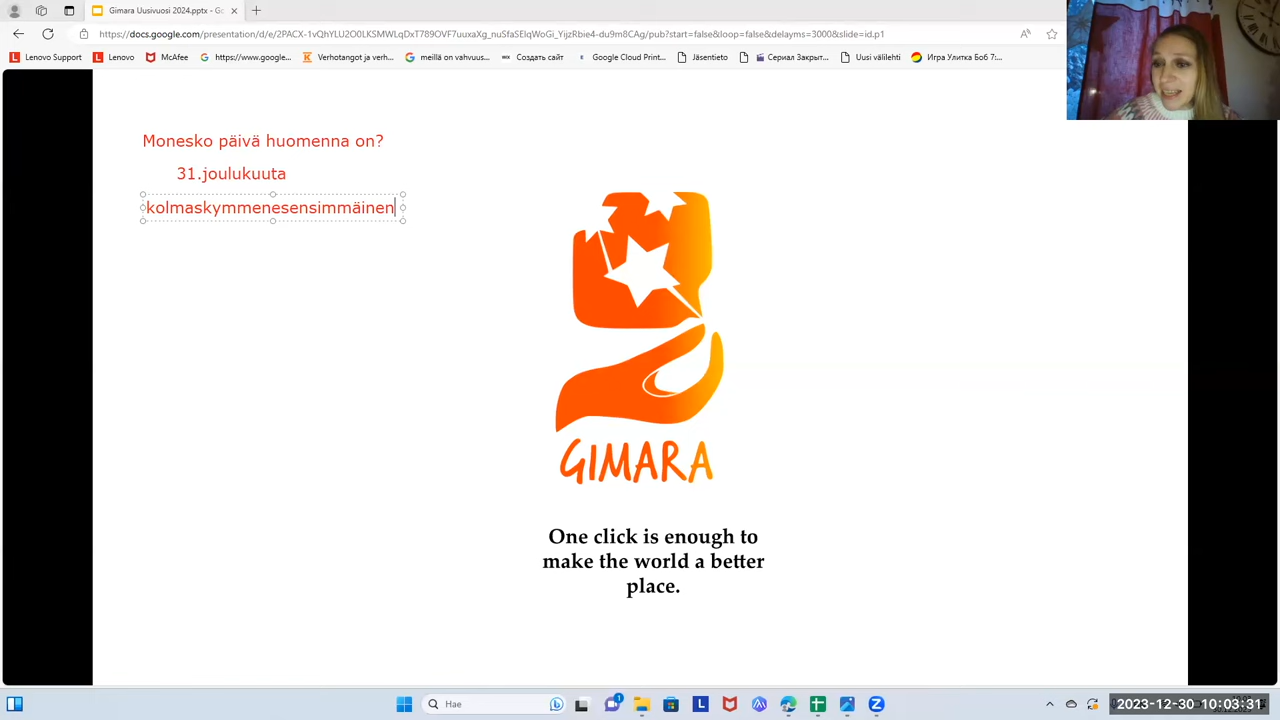 Gimara Uusivuosi 2024.pptx - Go
https://docs.google.com/presentation/d/e/2PACX-1vQhYLU2O0LKSMWLqDxT789OVF7uuxaXg_nuSfaSEIqWoGi_YjzRbie4-du9m8CAg/pub?start=false&loop=false&delayms=3000&slide=id.p1
Lenovo Support
Lenovo
McAfee
https://www.google...
Verhotangot ja verh...
meillä on vahvuus...
Создать сайт
Google Cloud Print...
Jäsentieto
Сериал Закрыт...
Uusi välilehti
Игра Улитка Боб 7:...
Monesko päivä huomenna on?
31.joulukuuta
kolmaskymmenesensimmäinen
GIMARA
One click is enough to
make the world a better
place.
Hae
2023-12-30 10:03:31